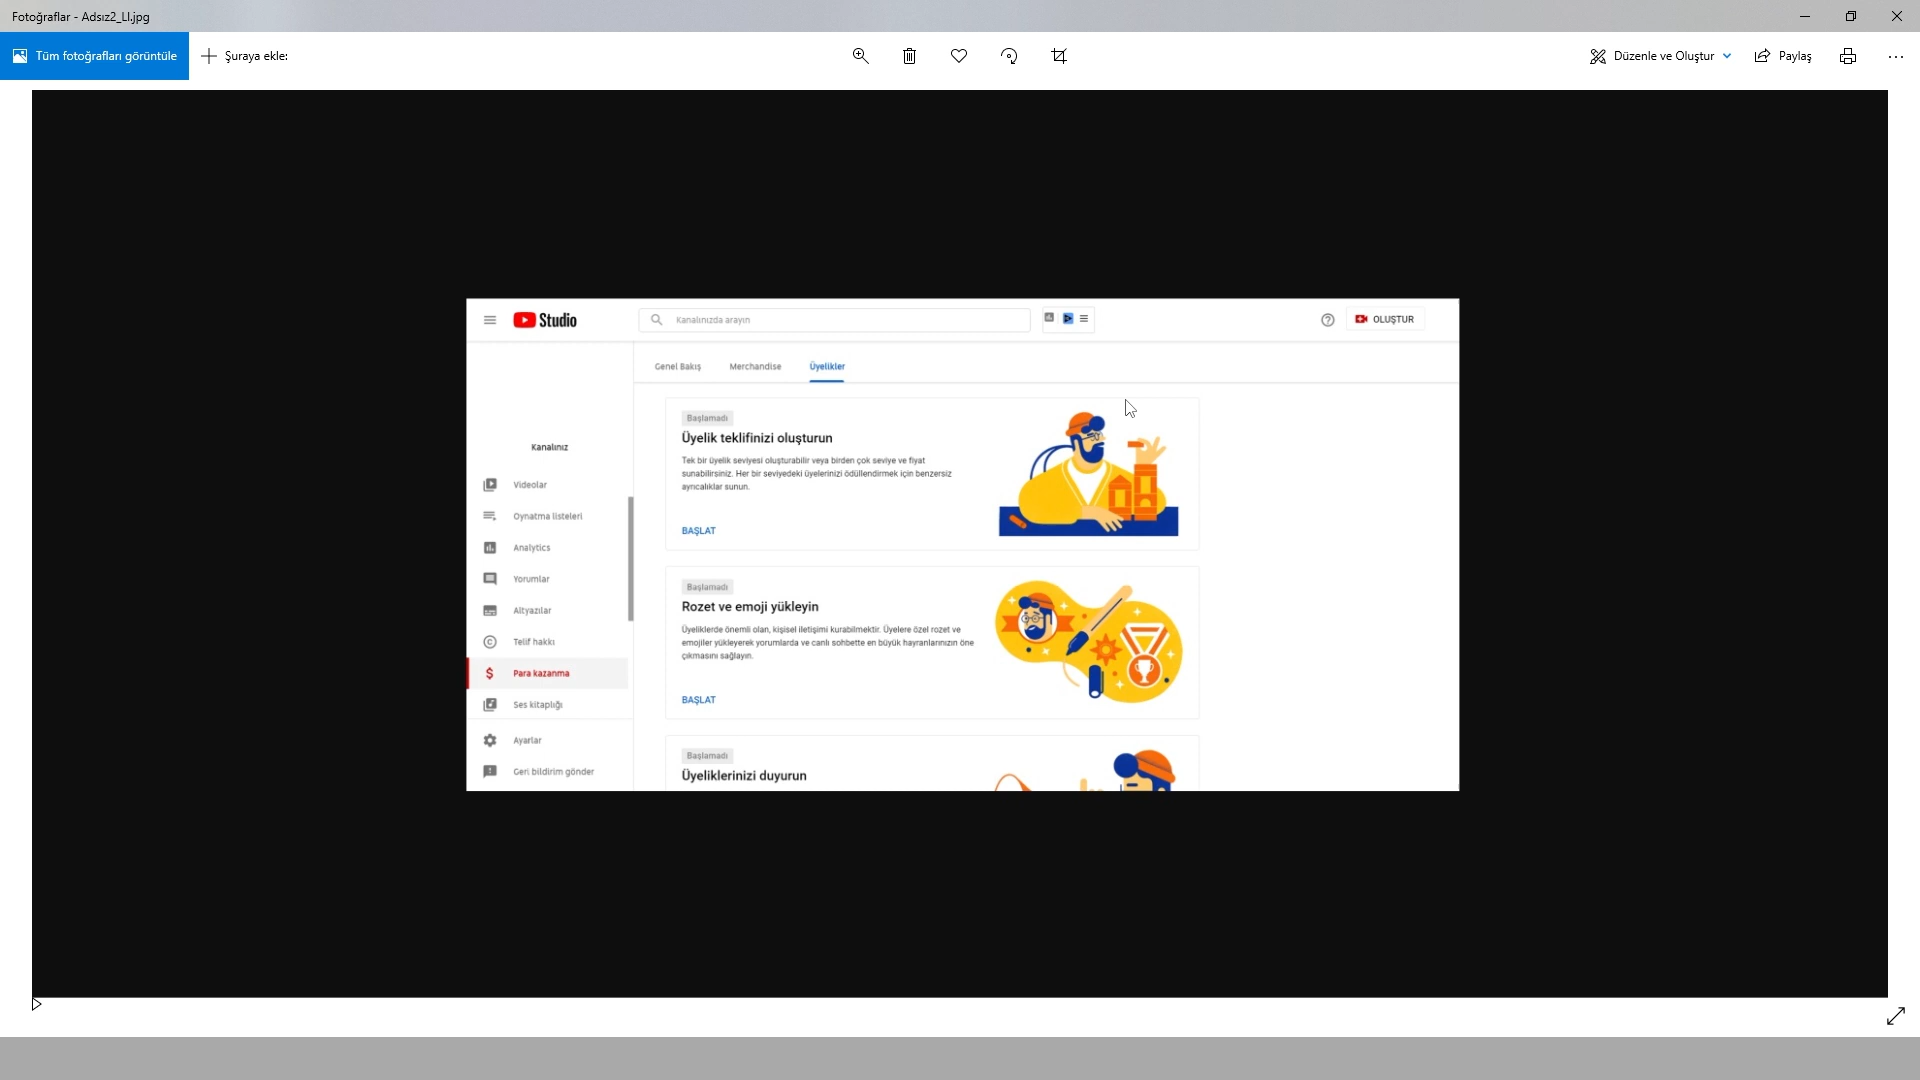 Fotoğraflar - Adsız2_LI.jpg
Tüm fotoğrafları görüntüle
Şuraya ekle:
Düzenle ve Oluştur
Paylaş
Studio
Kanalınızda arayın
OLUŞTUR
Genel Bakış
Merchandise
Üyelikler
Kanalınız
Videolar
Oynatma listeleri
Analytics
Yorumlar
Altyazılar
Telif hakkı
Para kazanma
Ses kitaplığı
Ayarlar
Geri bildirim gönder
Başlamadı
Üyelik teklifinizi oluşturun
Tek bir üyelik seviyesi oluşturabilir veya birden çok seviye ve fiyat
sunabilirsiniz. Her bir seviyedeki üyelerinizi ödüllendirmek için benzersiz
ayrıcalıklar sunun.
BAŞLAT
Başlamadı
Rozet ve emoji yükleyin
Üyeliklerde önemli olan, kişisel iletişimi kurabilmektir. Üyelere özel rozet ve
emojiler yükleyerek yorumlarda ve canlı sohbette en büyük hayranlarınızın öne
çıkmasını sağlayın.
BAŞLAT
Başlamadı
Üyeliklerinizi duyurun